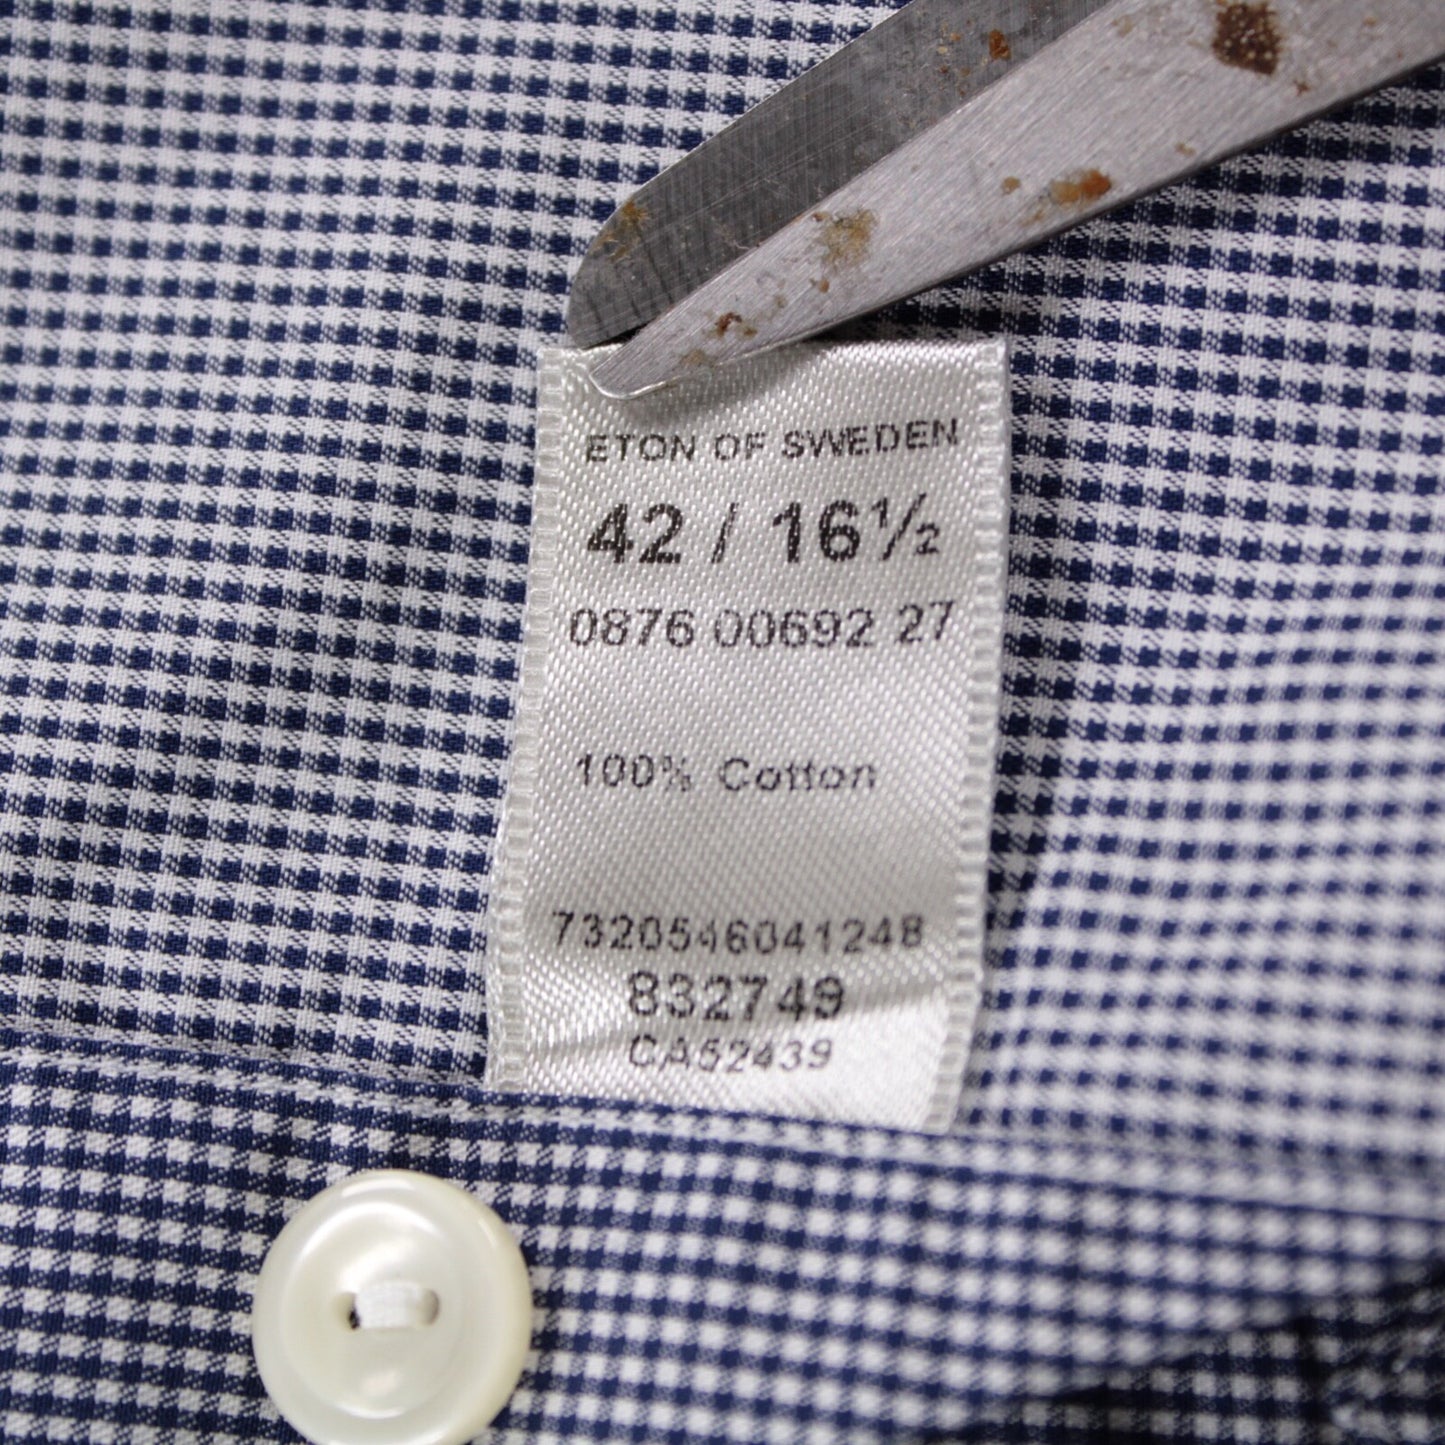 ETON OF SWEDEN
42 / 16½
0876 00692 27
100% Cotton
7320546041248
832749
CA52439